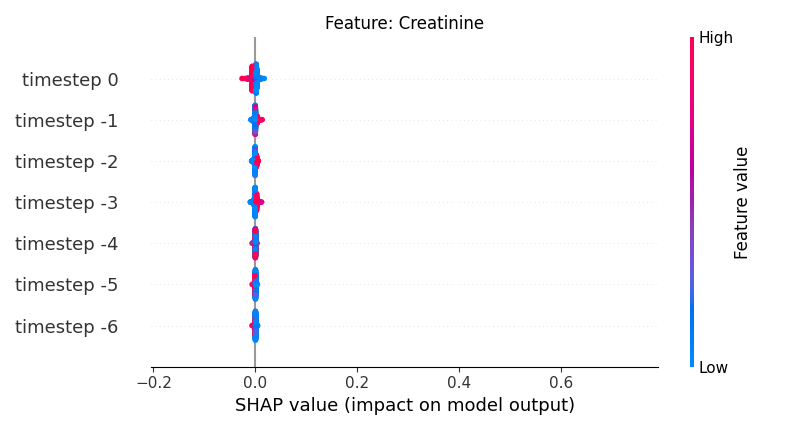 Feature: Creatinine
High
timestep 0
timestep -1
timestep -2
timestep -3
timestep -4
timestep -5
timestep -6
Feature value
Low
−0.2 0.0 0.2 0.4 0.6
SHAP value (impact on model output)